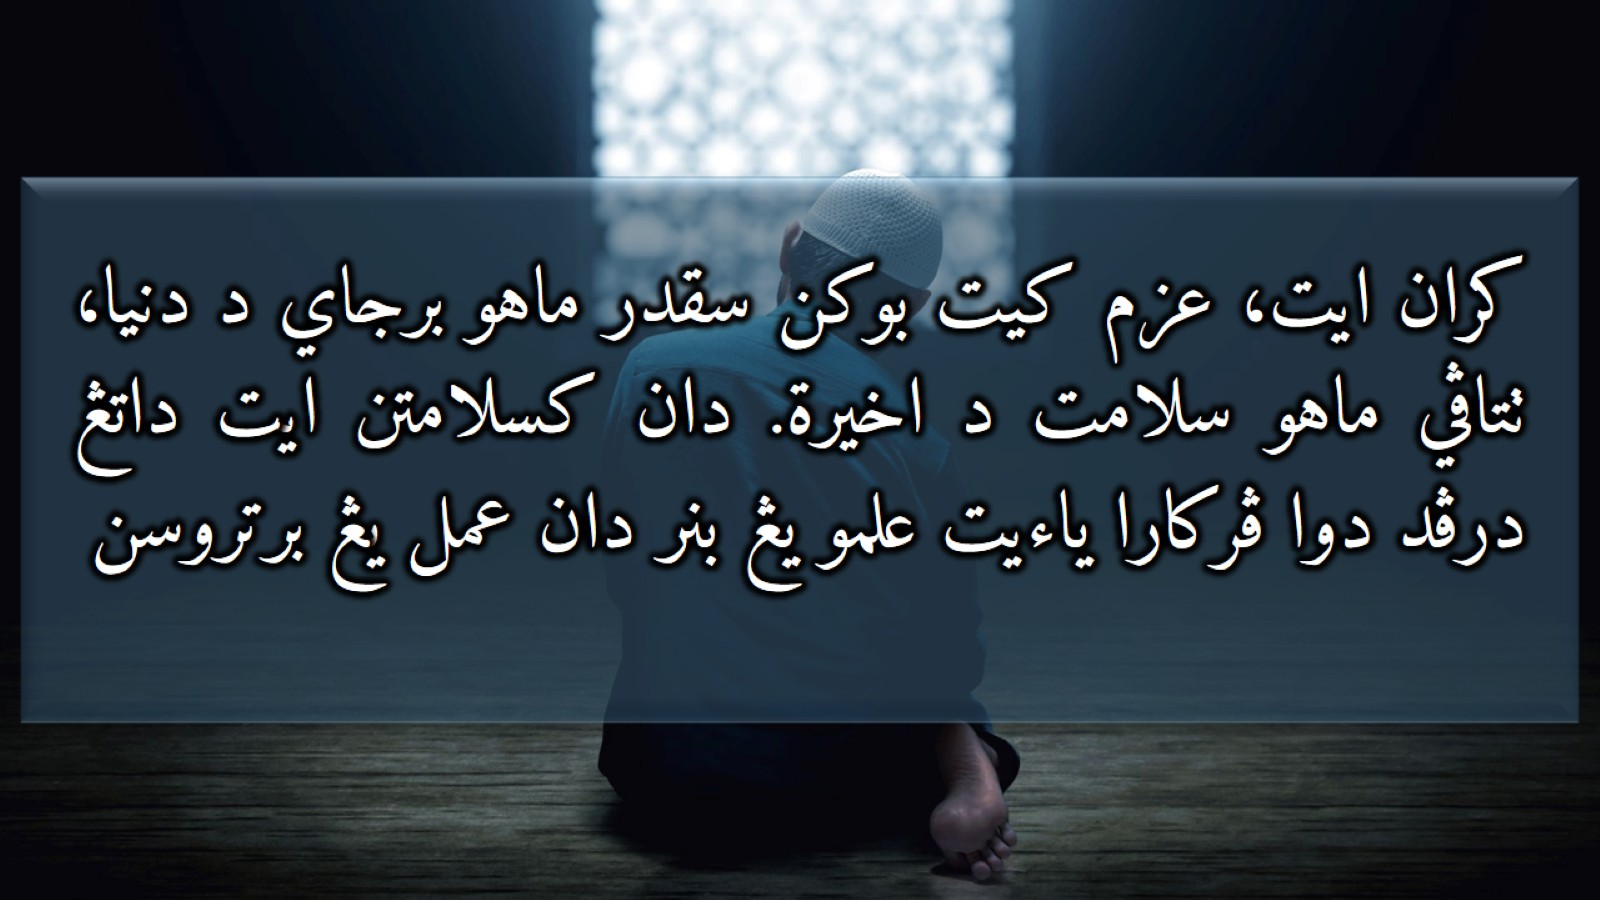 كران ايت، عزم كيت بوكن سقدر ماهو برجاي د دنيا،
تتاڤي ماهو سلامت د اخيرة. دان كسلامتن ايت داتڠ
درڤد دوا ڤركارا ياءيت علمو يڠ بنر دان عمل يڠ برتروسن